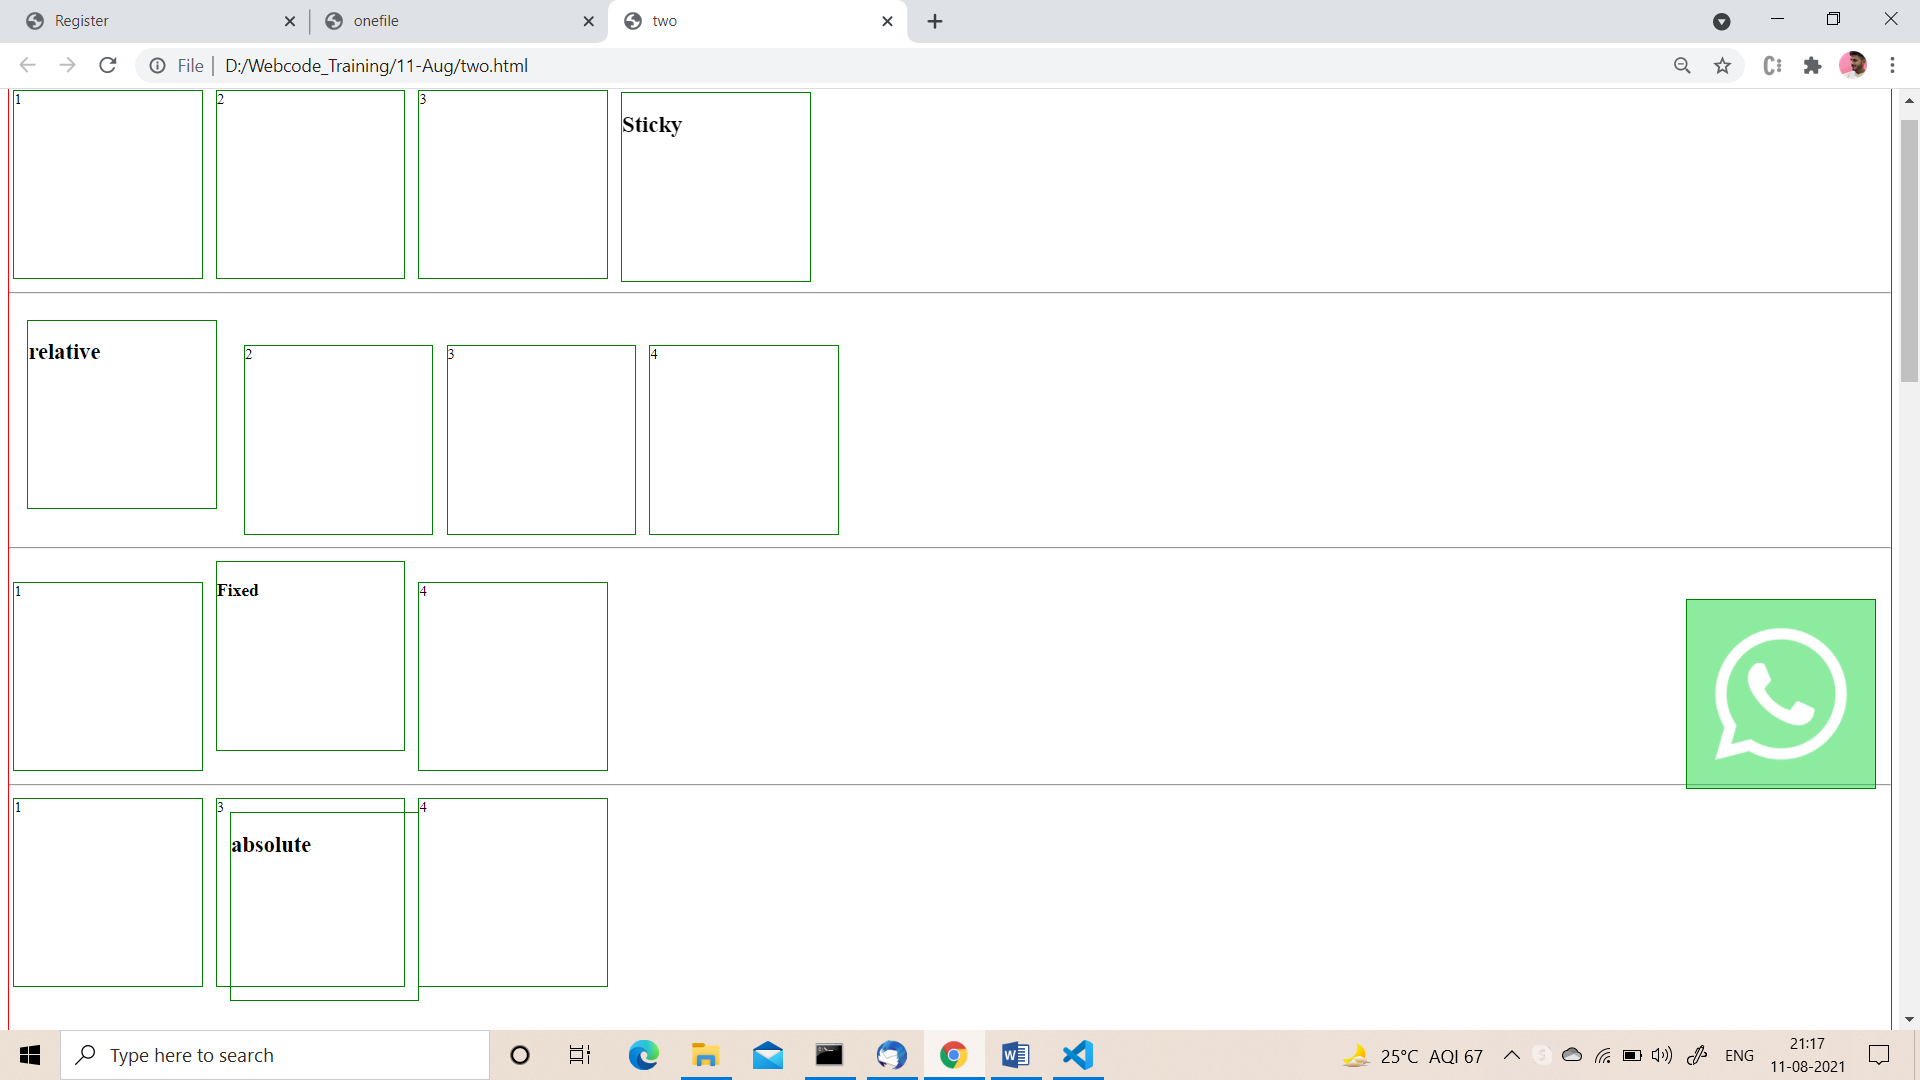 Register
onefile
two
File
D:/Webcode_Training/11-Aug/two.html
1
2
3
Sticky
relative
2
3
4
1
Fixed
4
1
3
absolute
4
Type here to search
25°C AQI 67
ENG
21:17
11-08-2021